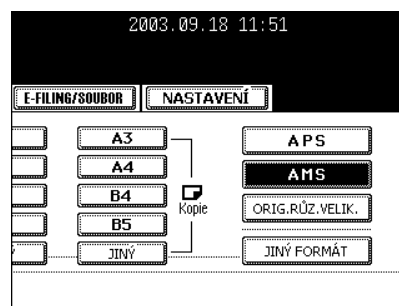 2003.09.18 11:51
E-FILING/SOUBOR NASTAVENÍ
A3 APS
A4 AMS
B4 Kopie ORIG.RŮZ.VELIK.
B5
JINÝ JINÝ FORMÁT